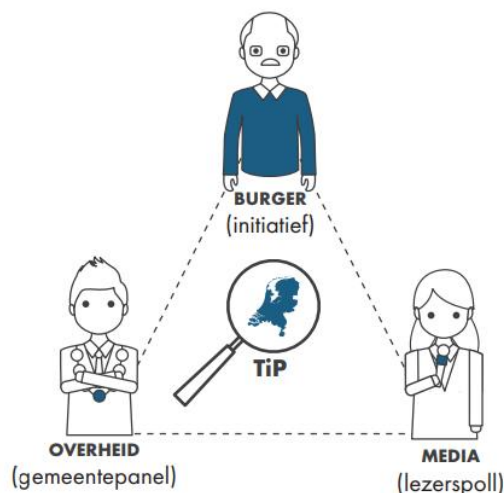 BURGER
(initiatief)
TiP
OVERHEID
(gemeentepanel)
MEDIA
(lezerspoll)